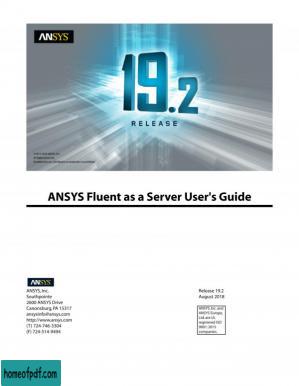 ANSYS
19.2
RELEASE
ANSYS Fluent as a Server User's Guide
ANSYS
ANSYS, Inc.
Southpointe
2600 ANSYS Drive
Canonsburg, PA 15317
ansysinfo@ansys.com
http://www.ansys.com
(T) 724-746-3304
(F) 724-514-9494
Release 19.2
August 2018
ANSYS, Inc. and
ANSYS Europe,
Ltd. are UL
registered ISO
9001: 2015
companies.
homeofpdf.com